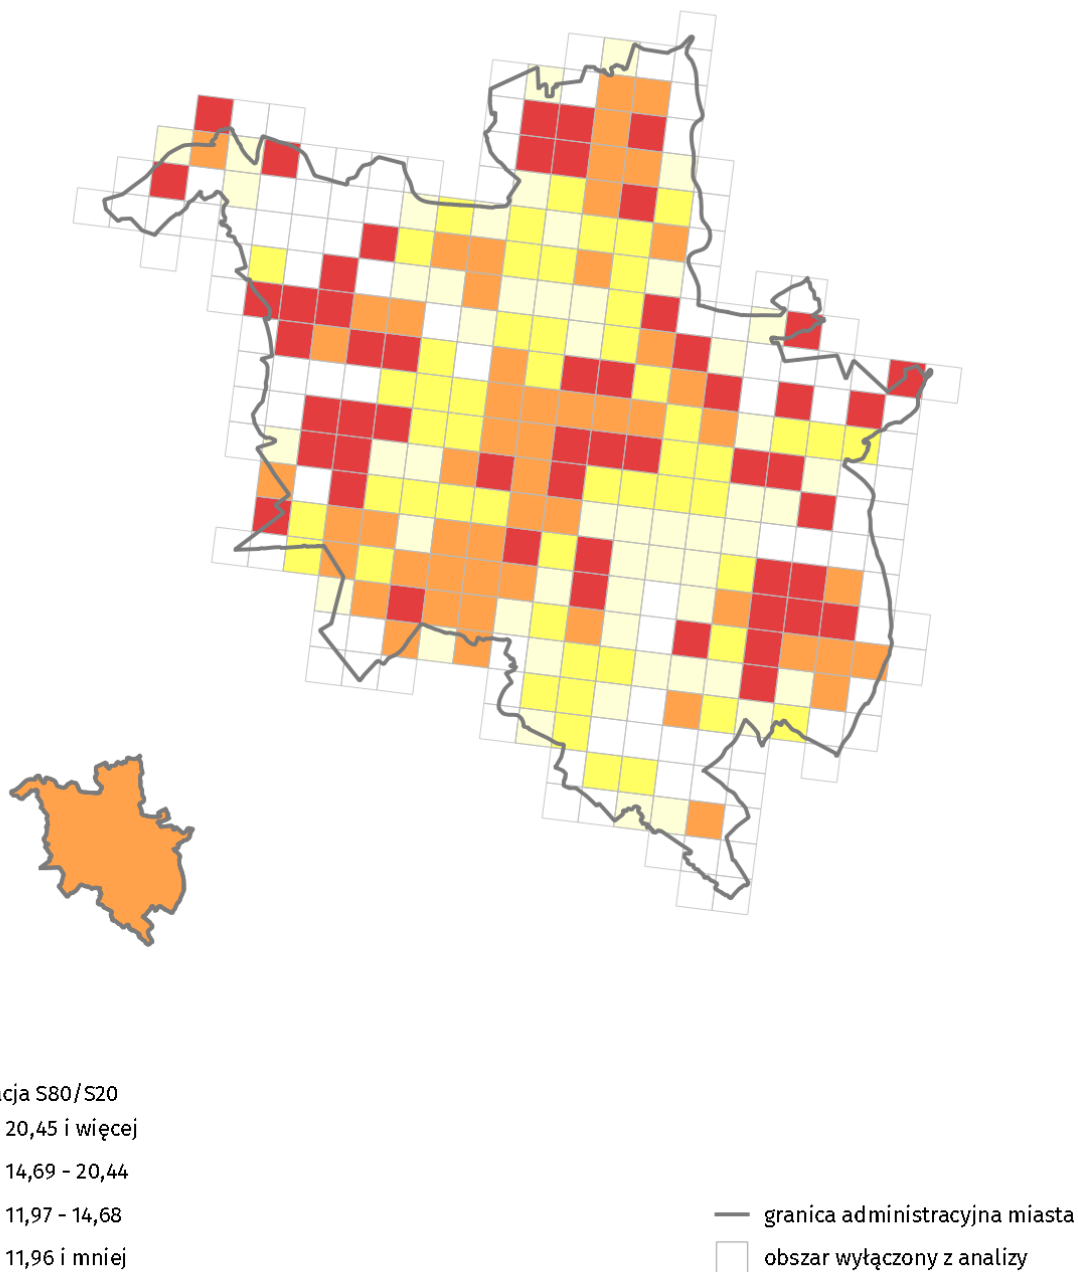 S80/S20
20,45 i więcej
14,69 - 20,44
11,97 - 14,68
11,96 i mniej
granica administracyjna miasta
obszar wyłączony z analizy